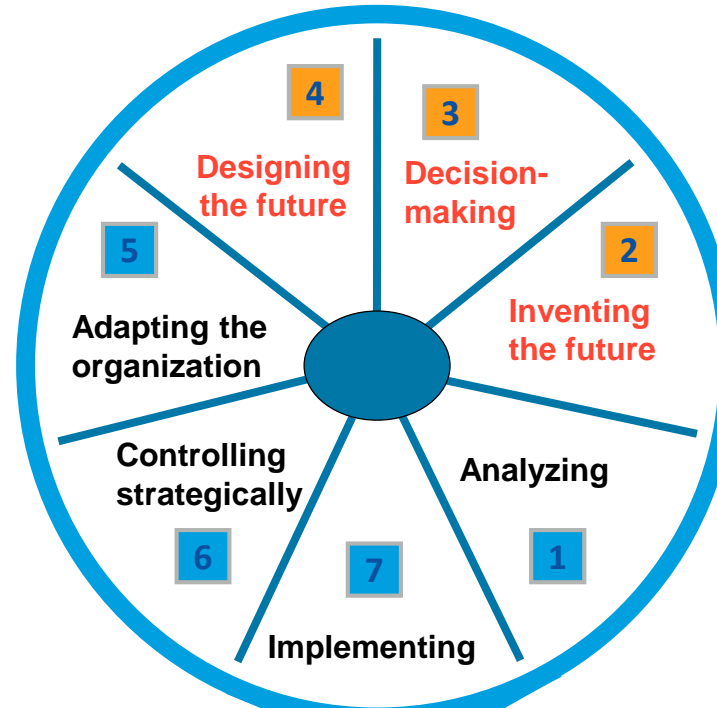 4
Designing
the future
3
Decision-
making
2
Inventing
the future
5
Adapting the
organization
Controlling
strategically
6
7
Implementing
Analyzing
1